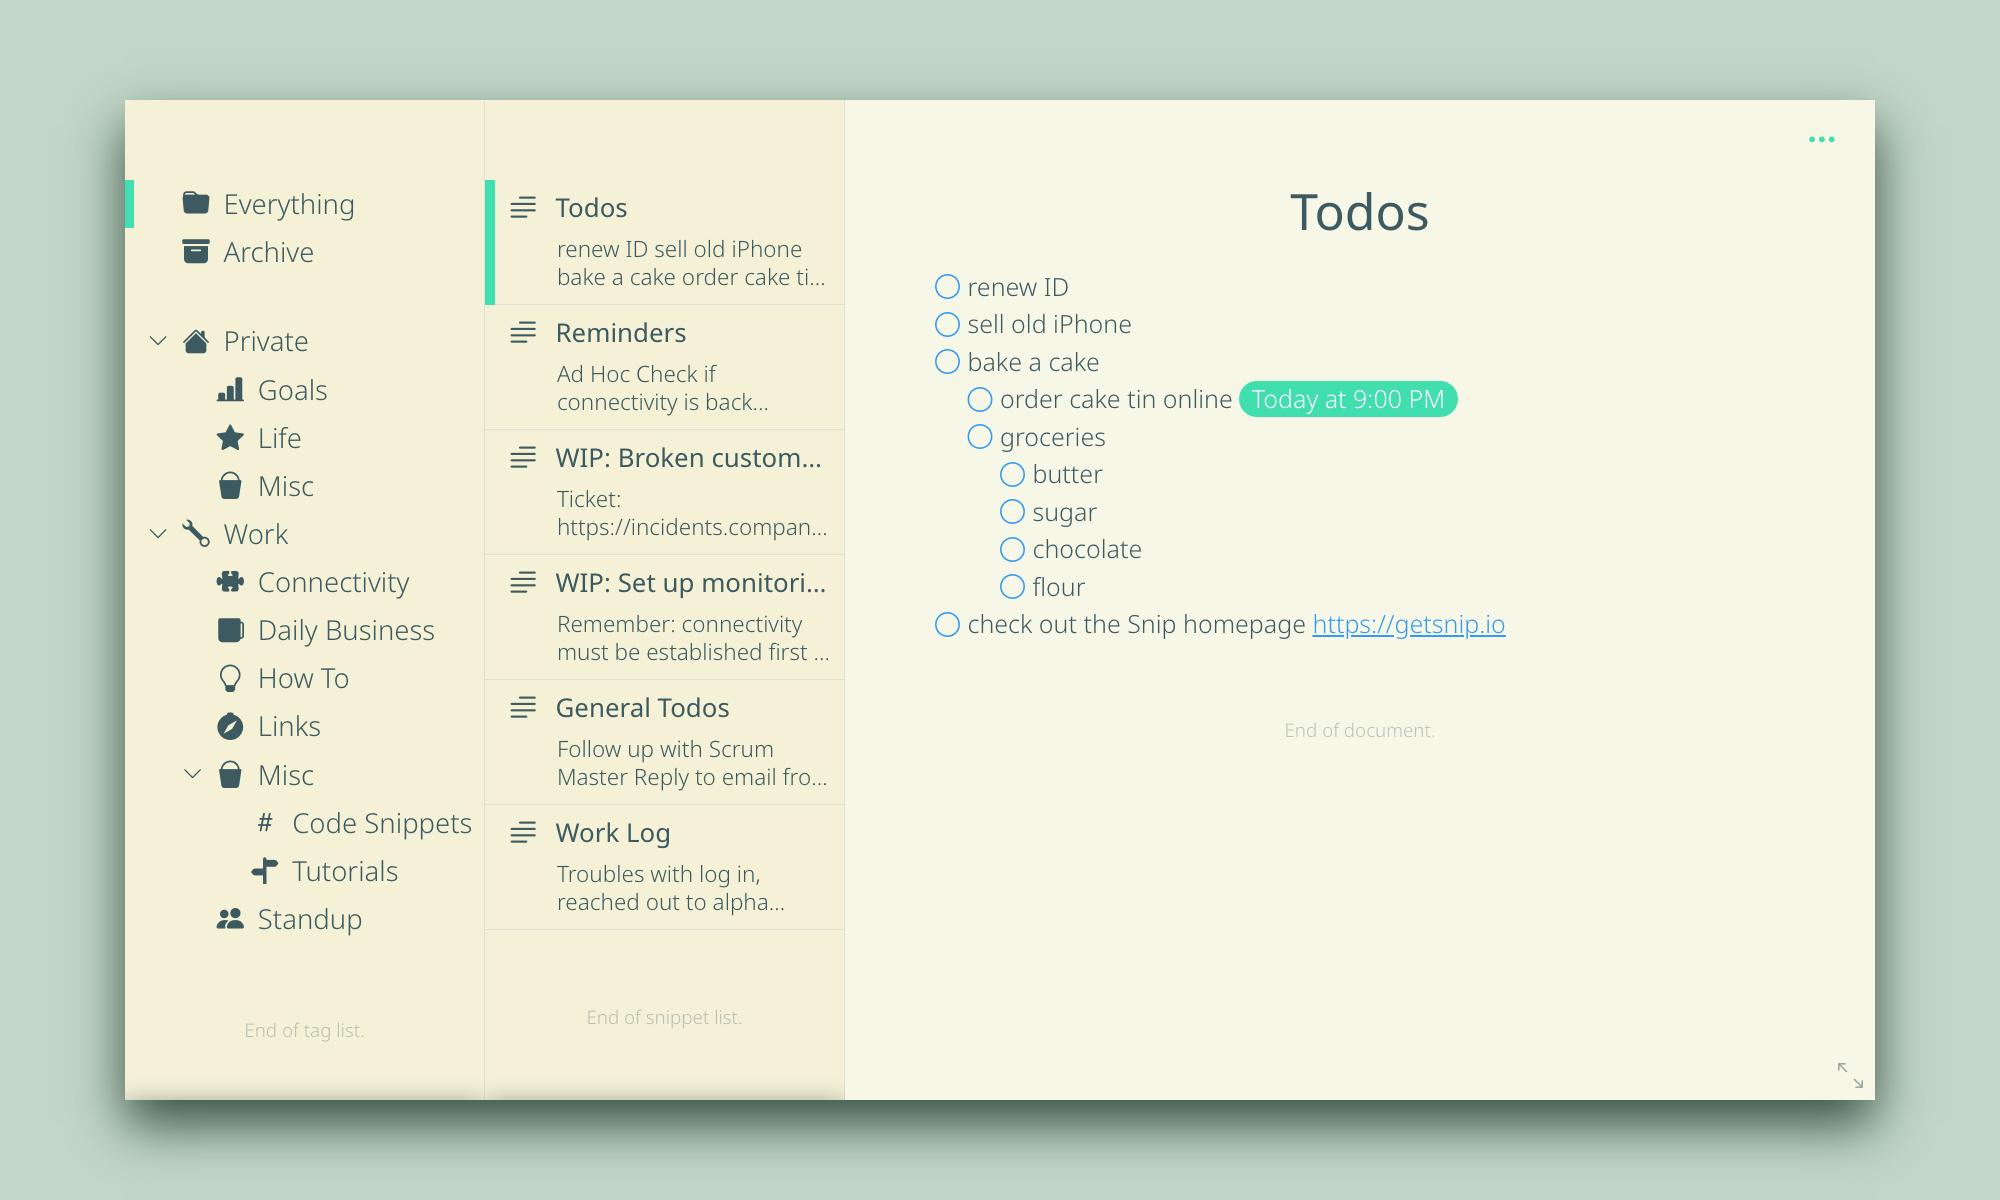 Everything
Archive
Private
Goals
Life
Misc
Work
Connectivity
Daily Business
How To
Links
Misc
# Code Snippets
Tutorials
Standup
End of tag list.
Todos
renew ID sell old iPhone
bake a cake order cake ti...
Reminders
Ad Hoc Check if
connectivity is back...
WIP: Broken custom...
Ticket:
https://incidents.compan...
WIP: Set up monitori...
Remember: connectivity
must be established first ...
General Todos
Follow up with Scrum
Master Reply to email fro...
Work Log
Troubles with log in,
reached out to alpha...
End of snippet list.
Todos
renew ID
sell old iPhone
bake a cake
order cake tin online Today at 9:00 PM
groceries
butter
sugar
chocolate
flour
check out the Snip homepage https://getsnip.io
End of document.